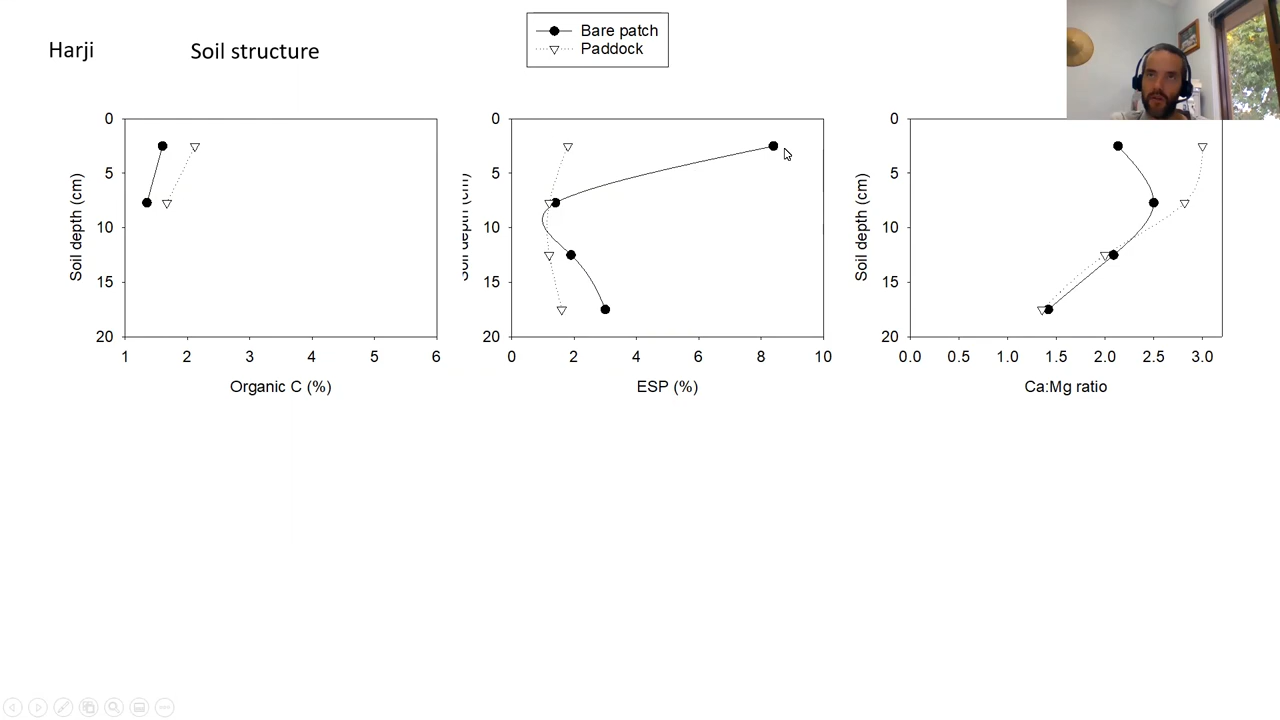 Harji
Soil structure
Bare patch
Paddock
0
5
10
15
20
Soil depth (cm)
1 2 3 4 5 6
Organic C (%)
0
5
10
15
20
Soil depth (cm)
0 2 4 6 8 10
ESP (%)
0
5
10
15
20
Soil depth (cm)
0.0 0.5 1.0 1.5 2.0 2.5 3.0
Ca:Mg ratio